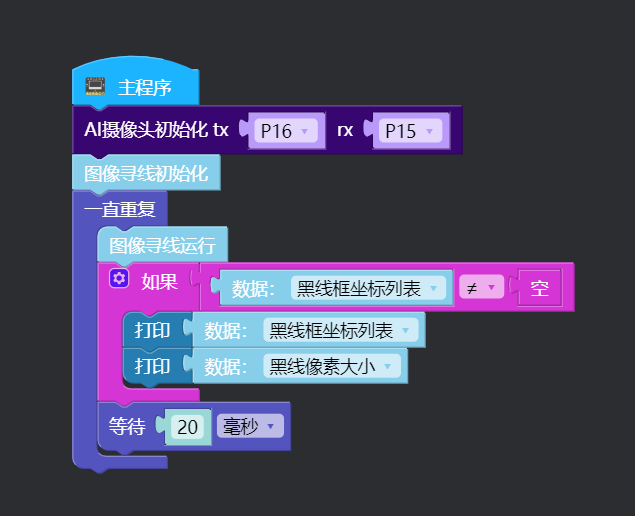 主程序
AI摄像头初始化 tx P16 rx P15
图像寻线初始化
一直重复
图像寻线运行
如果 数据： 黑线框坐标列表 ≠ 空
打印 数据： 黑线框坐标列表
打印 数据： 黑线像素大小
等待 20 毫秒